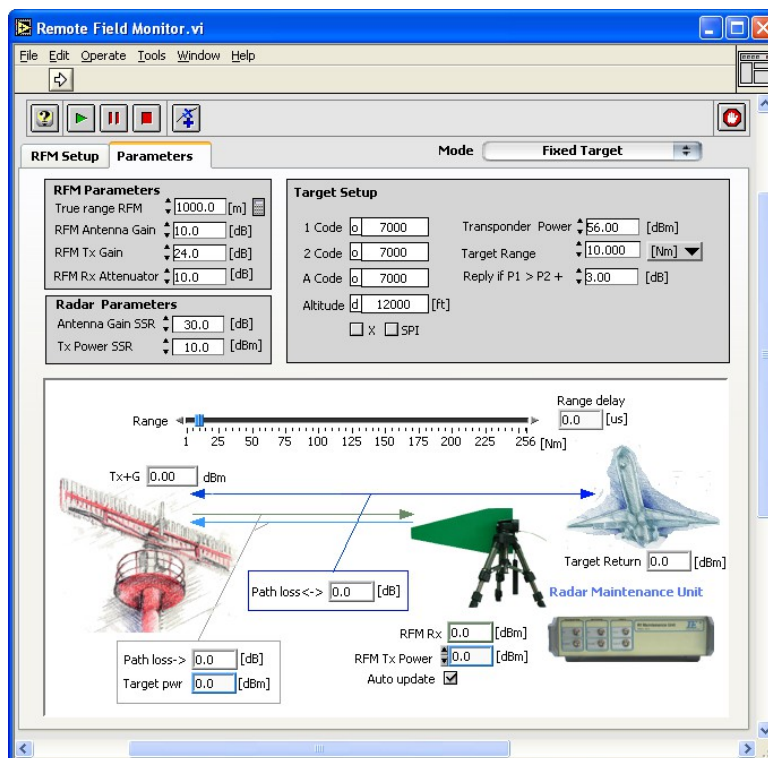 Remote Field Monitor.vi
File Edit Operate Tools Window Help
RFM Setup Parameters
Mode Fixed Target
RFM Parameters
True range RFM 1000.0 [m]
RFM Antenna Gain 10.0 [dB]
RFM Tx Gain 24.0 [dB]
RFM Rx Attenuator 10.0 [dB]
Radar Parameters
Antenna Gain SSR 30.0 [dB]
Tx Power SSR 10.0 [dBm]
Target Setup
1 Code o 7000
2 Code o 7000
A Code o 7000
Altitude d 12000 [ft]
X SPI
Transponder Power 56.00 [dBm]
Target Range 10.000 [Nm]
Reply if P1 > P2 + 3.00 [dB]
Range delay
0.0 [us]
Range
1 25 50 75 100 125 150 175 200 225 256 [Nm]
Tx+G 0.00 dBm
Target Return 0.0 [dBm]
Path loss<-> 0.0 [dB]
Radar Maintenance Unit
RFM Rx 0.0 [dBm]
RFM Tx Power 0.0 [dBm]
Auto update
Path loss-> 0.0 [dB]
Target pwr 0.0 [dBm]